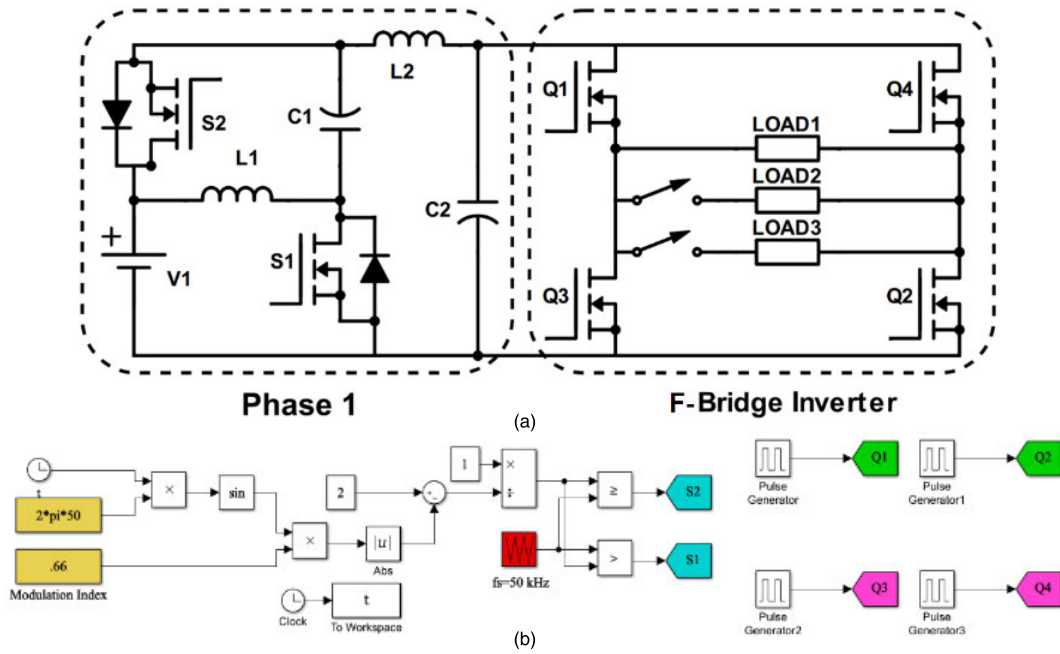 S2
C1
L2
L1
+
V1
S1
C2
Q1
Q4
LOAD1
LOAD2
LOAD3
Q3
Q2
Phase 1
F-Bridge Inverter
(a)
t
2*pi*50
×
sin
.66
Modulation Index
×
|u|
Abs
2
+
-
1
×
÷
fs=50 kHz
≥
S2
>
S1
Clock
t
To Workspace
Pulse
Generator
Q1
Pulse
Generator1
Q2
Pulse
Generator2
Q3
Pulse
Generator3
Q4
(b)